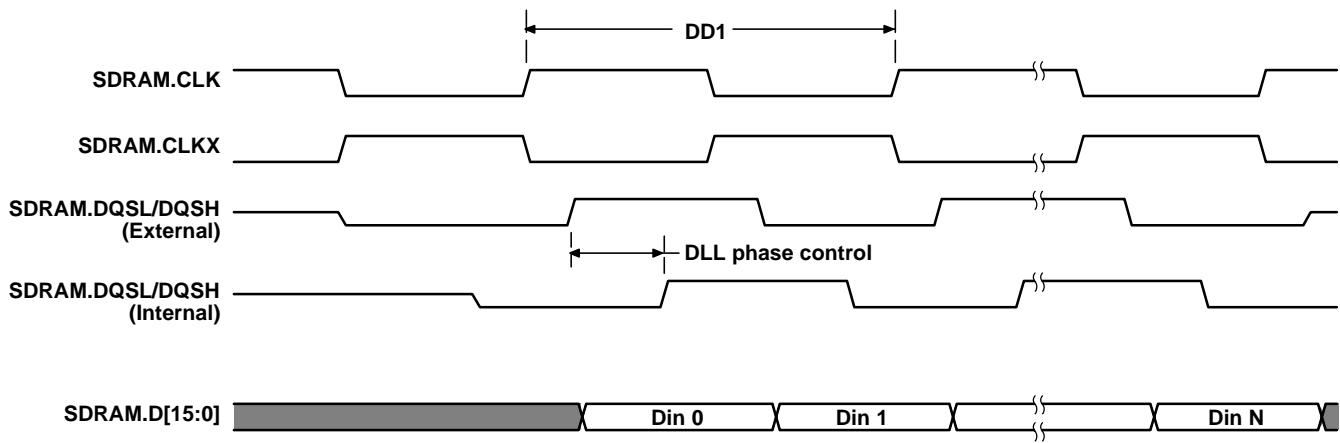 DD1
SDRAM.CLK
SDRAM.CLKX
SDRAM.DQSL/DQSH
(External)
DLL phase control
SDRAM.DQSL/DQSH
(Internal)
SDRAM.D[15:0]
Din 0
Din 1
Din N